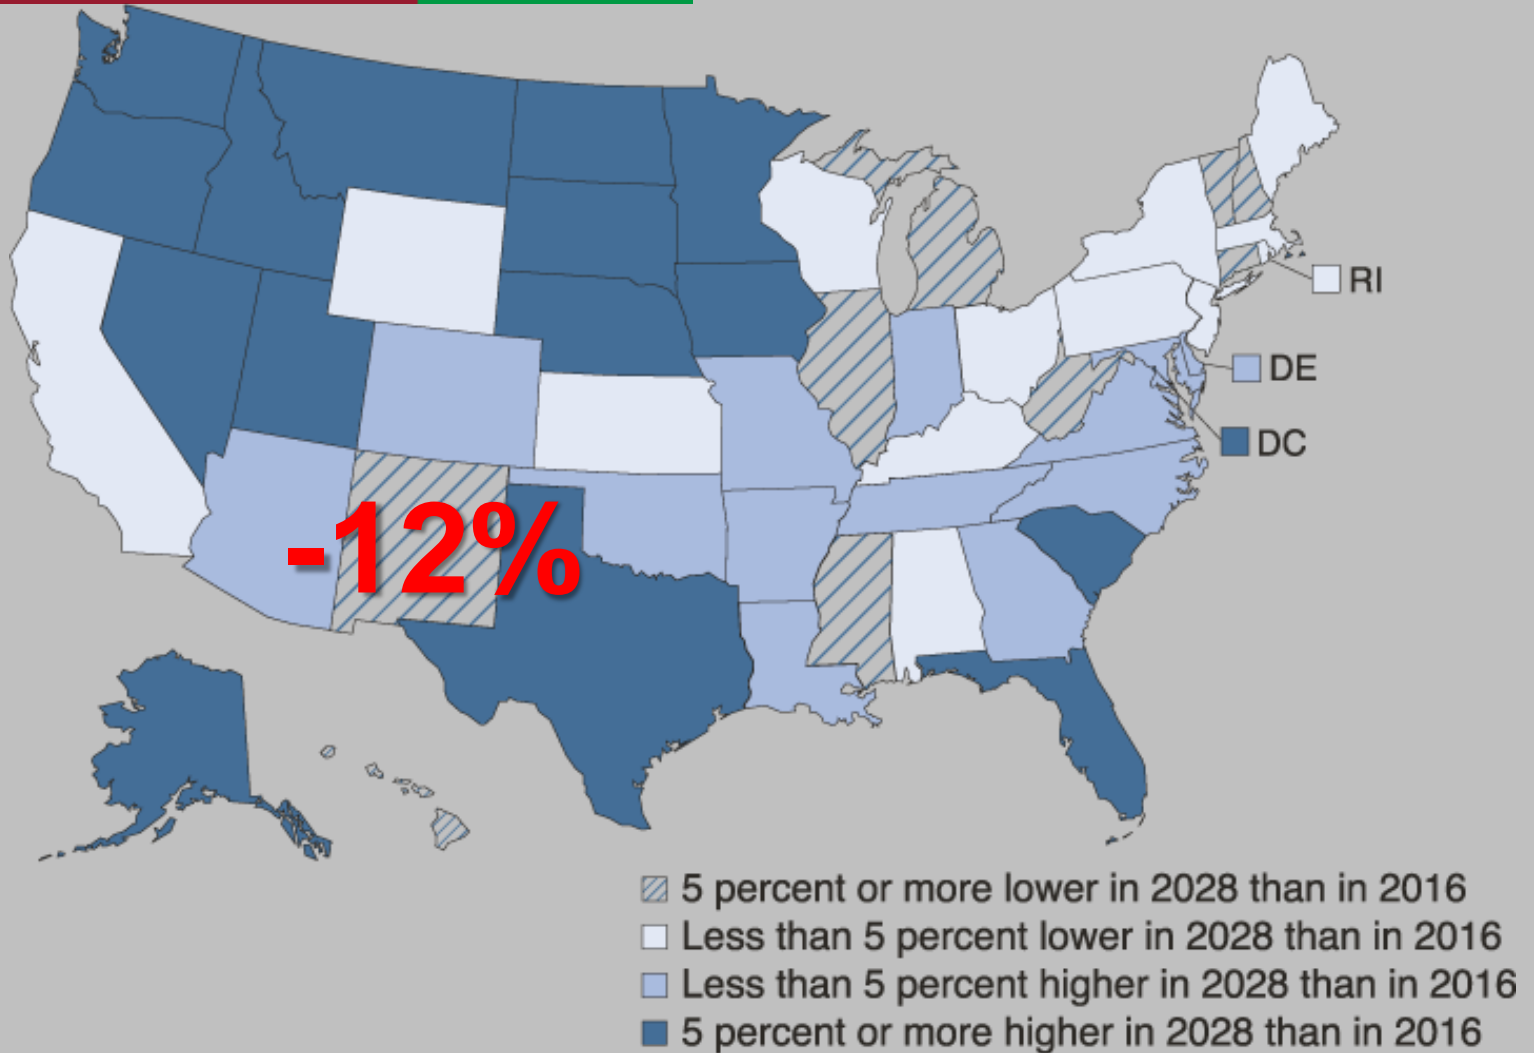 RI
DE
DC
-12%
5 percent or more lower in 2028 than in 2016
Less than 5 percent lower in 2028 than in 2016
Less than 5 percent higher in 2028 than in 2016
5 percent or more higher in 2028 than in 2016